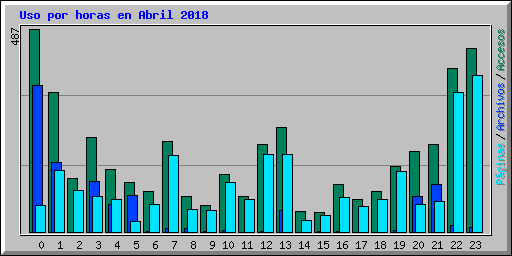 Uso por horas en Abril 2018
487
Páginas / Archivos / Accesos
0 1 2 3 4 5 6 7 8 9 10 11 12 13 14 15 16 17 18 19 20 21 22 23